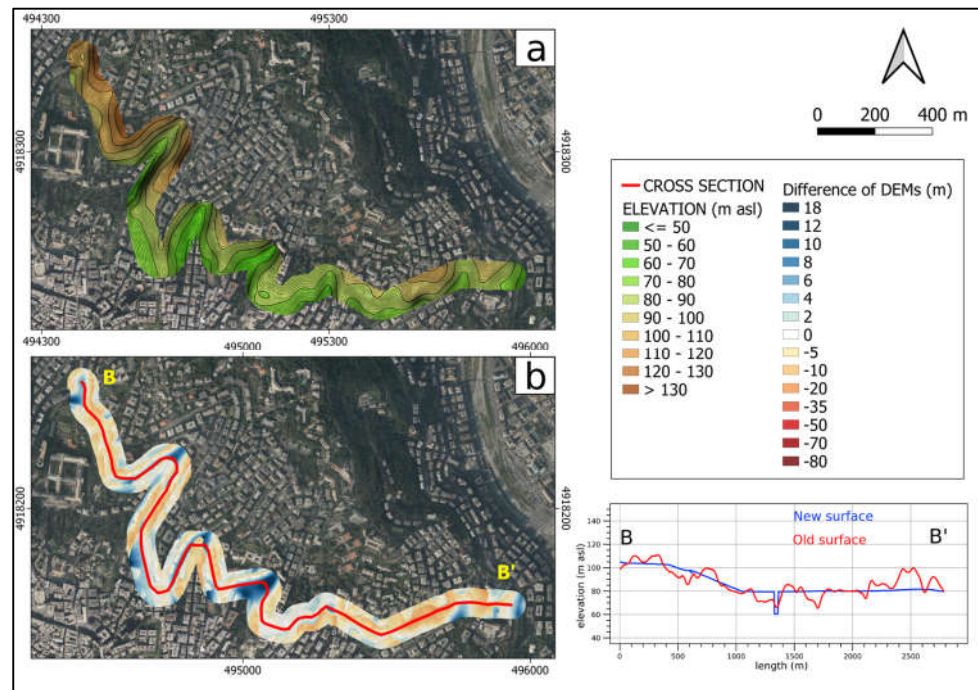 494300
495300
a
4918300
4918300
0 200 400 m
CROSS SECTION
ELEVATION (m asl)
<= 50
50 - 60
60 - 70
70 - 80
80 - 90
90 - 100
100 - 110
110 - 120
120 - 130
> 130
Difference of DEMs (m)
18
12
10
8
6
4
2
0
-5
-10
-20
-35
-50
-70
-80
494300
495000
495300
496000
b
B
B'
4918200
4918200
495000
496000
New surface
Old surface
B
B'
elevation (m asl)
140
120
100
80
60
40
0
500
1000
1500
2000
2500
length (m)